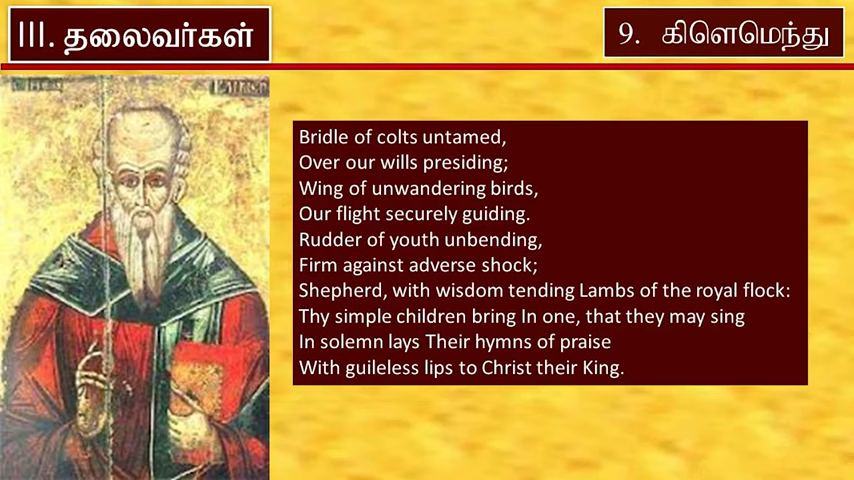 III. தலைவர்கள்
9. கிளெமெந்து
Bridle of colts untamed,
Over our wills presiding;
Wing of unwandering birds,
Our flight securely guiding.
Rudder of youth unbending,
Firm against adverse shock;
Shepherd, with wisdom tending Lambs of the royal flock:
Thy simple children bring In one, that they may sing
In solemn lays Their hymns of praise
With guileless lips to Christ their King.